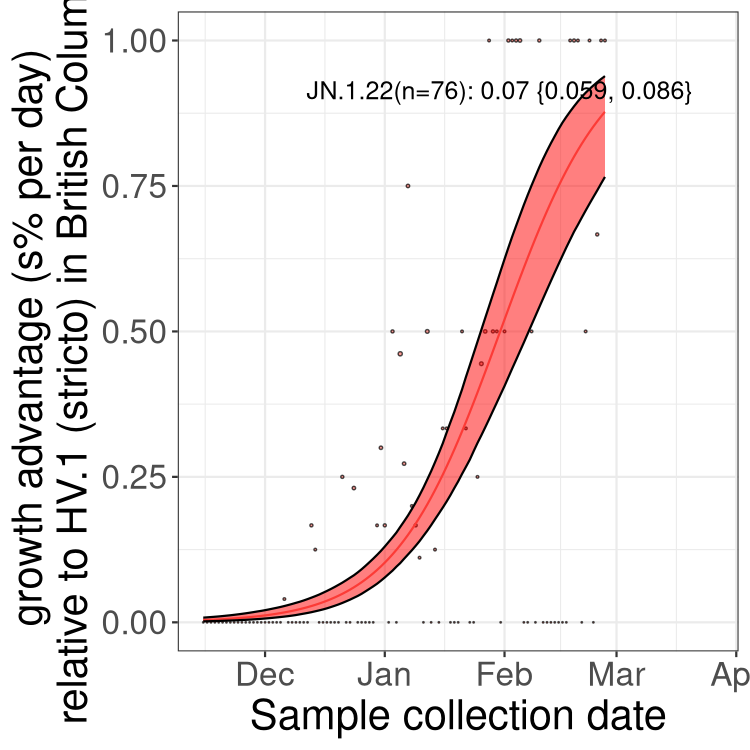 growth advantage (s% per day)
relative to HV.1 (stricto) in British Colum
1.00
0.75
0.50
0.25
0.00
JN.1.22(n=76): 0.07 {0.059, 0.086}
Dec Jan Feb Mar Ap
Sample collection date